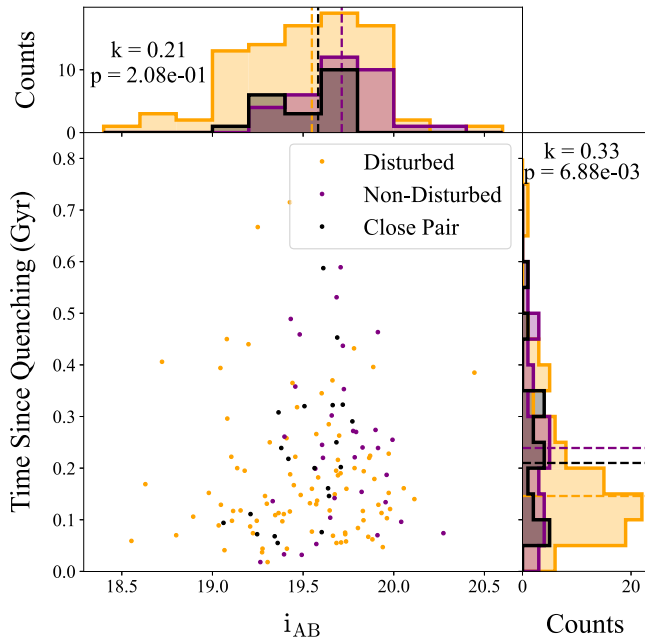 Counts
10
0
k = 0.21
p = 2.08e-01
k = 0.33
p = 6.88e-03
Disturbed
Non-Disturbed
Close Pair
Time Since Quenching (Gyr)
0.8
0.7
0.6
0.5
0.4
0.3
0.2
0.1
0.0
18.5 19.0 19.5 20.0 20.5
0 20
i_AB
Counts